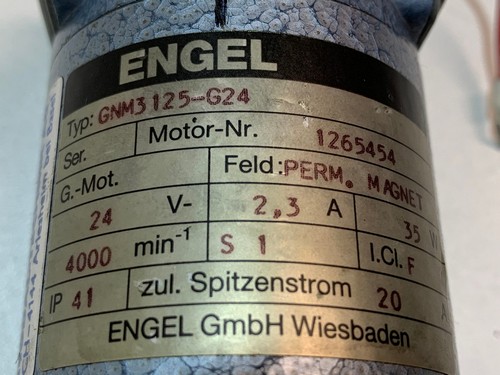 ENGEL
Typ: GNM3125-G24
Ser. Motor-Nr. 1265454
G.-Mot. Feld: PERM. MAGNET
24 V- 2,3 A 35
4000 min-1 S 1 I.Cl. F
IP 41 zul. Spitzenstrom 20 A
ENGEL GmbH Wiesbaden